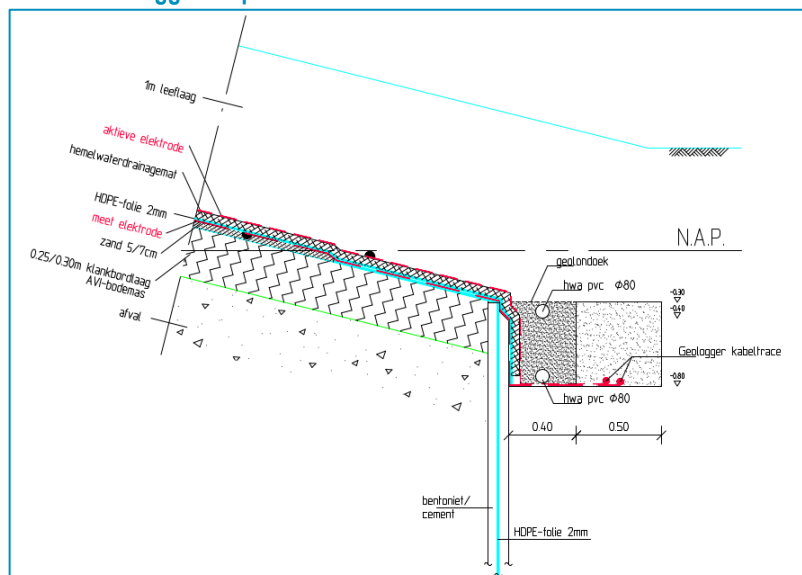 1m leeflaag
aktieve elektrode
hemelwaterdrainagemat
HDPE-folie 2mm
meet elektrode
zand 5/7cm
0.25/0.30m klankbordlaag
AVI-bodemas
afval
N.A.P.
geolondoek
hwa pvc Φ80
-0.30
-0.40
Geologger kabeltrace
-0.80
hwa pvc Φ80
0.40
0.50
bentoniet/
cement
HDPE-folie 2mm